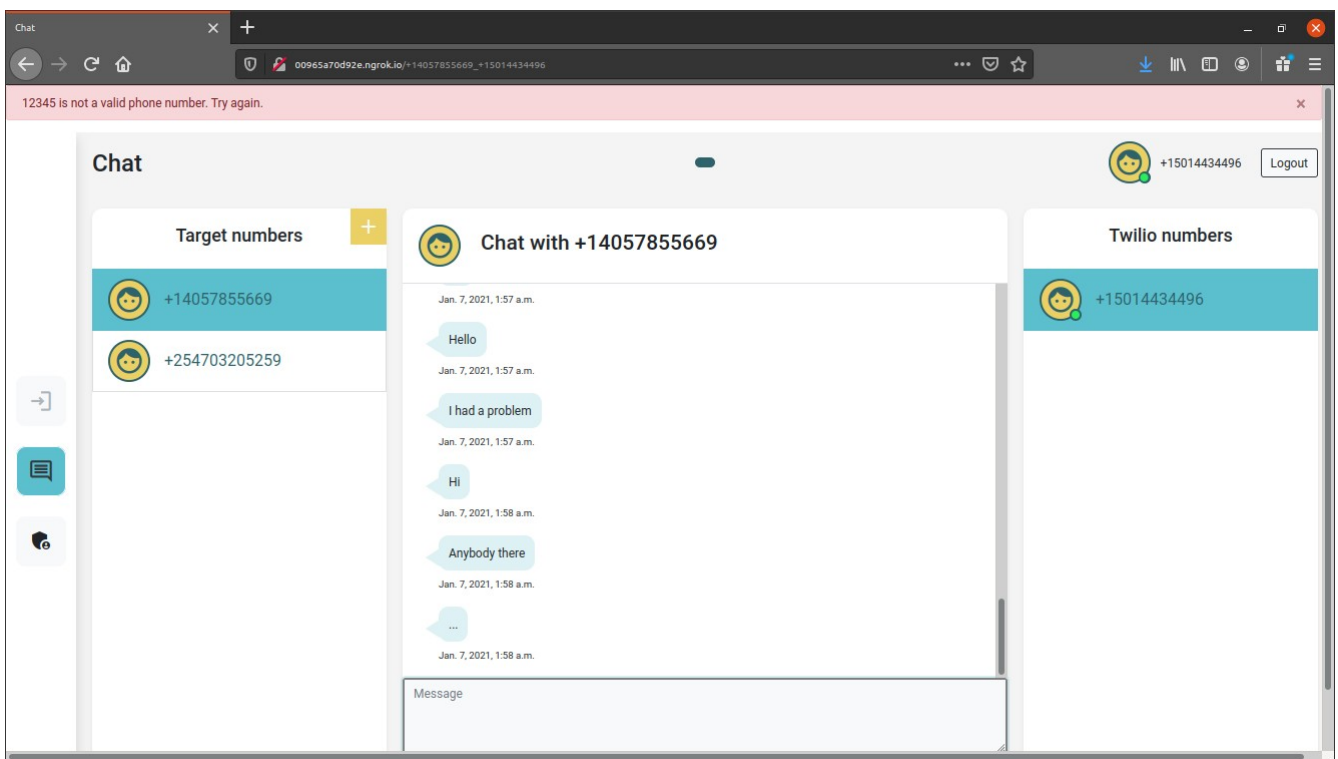 Chat
00965a70d92e.ngrok.io/+14057855669_+15014434496
12345 is not a valid phone number. Try again.
Chat
+15014434496
Logout
Target numbers
+14057855669
+254703205259
Chat with +14057855669
Jan. 7, 2021, 1:57 a.m.
Hello
Jan. 7, 2021, 1:57 a.m.
I had a problem
Jan. 7, 2021, 1:57 a.m.
Hi
Jan. 7, 2021, 1:58 a.m.
Anybody there
Jan. 7, 2021, 1:58 a.m.
...
Jan. 7, 2021, 1:58 a.m.
Message
Twilio numbers
+15014434496